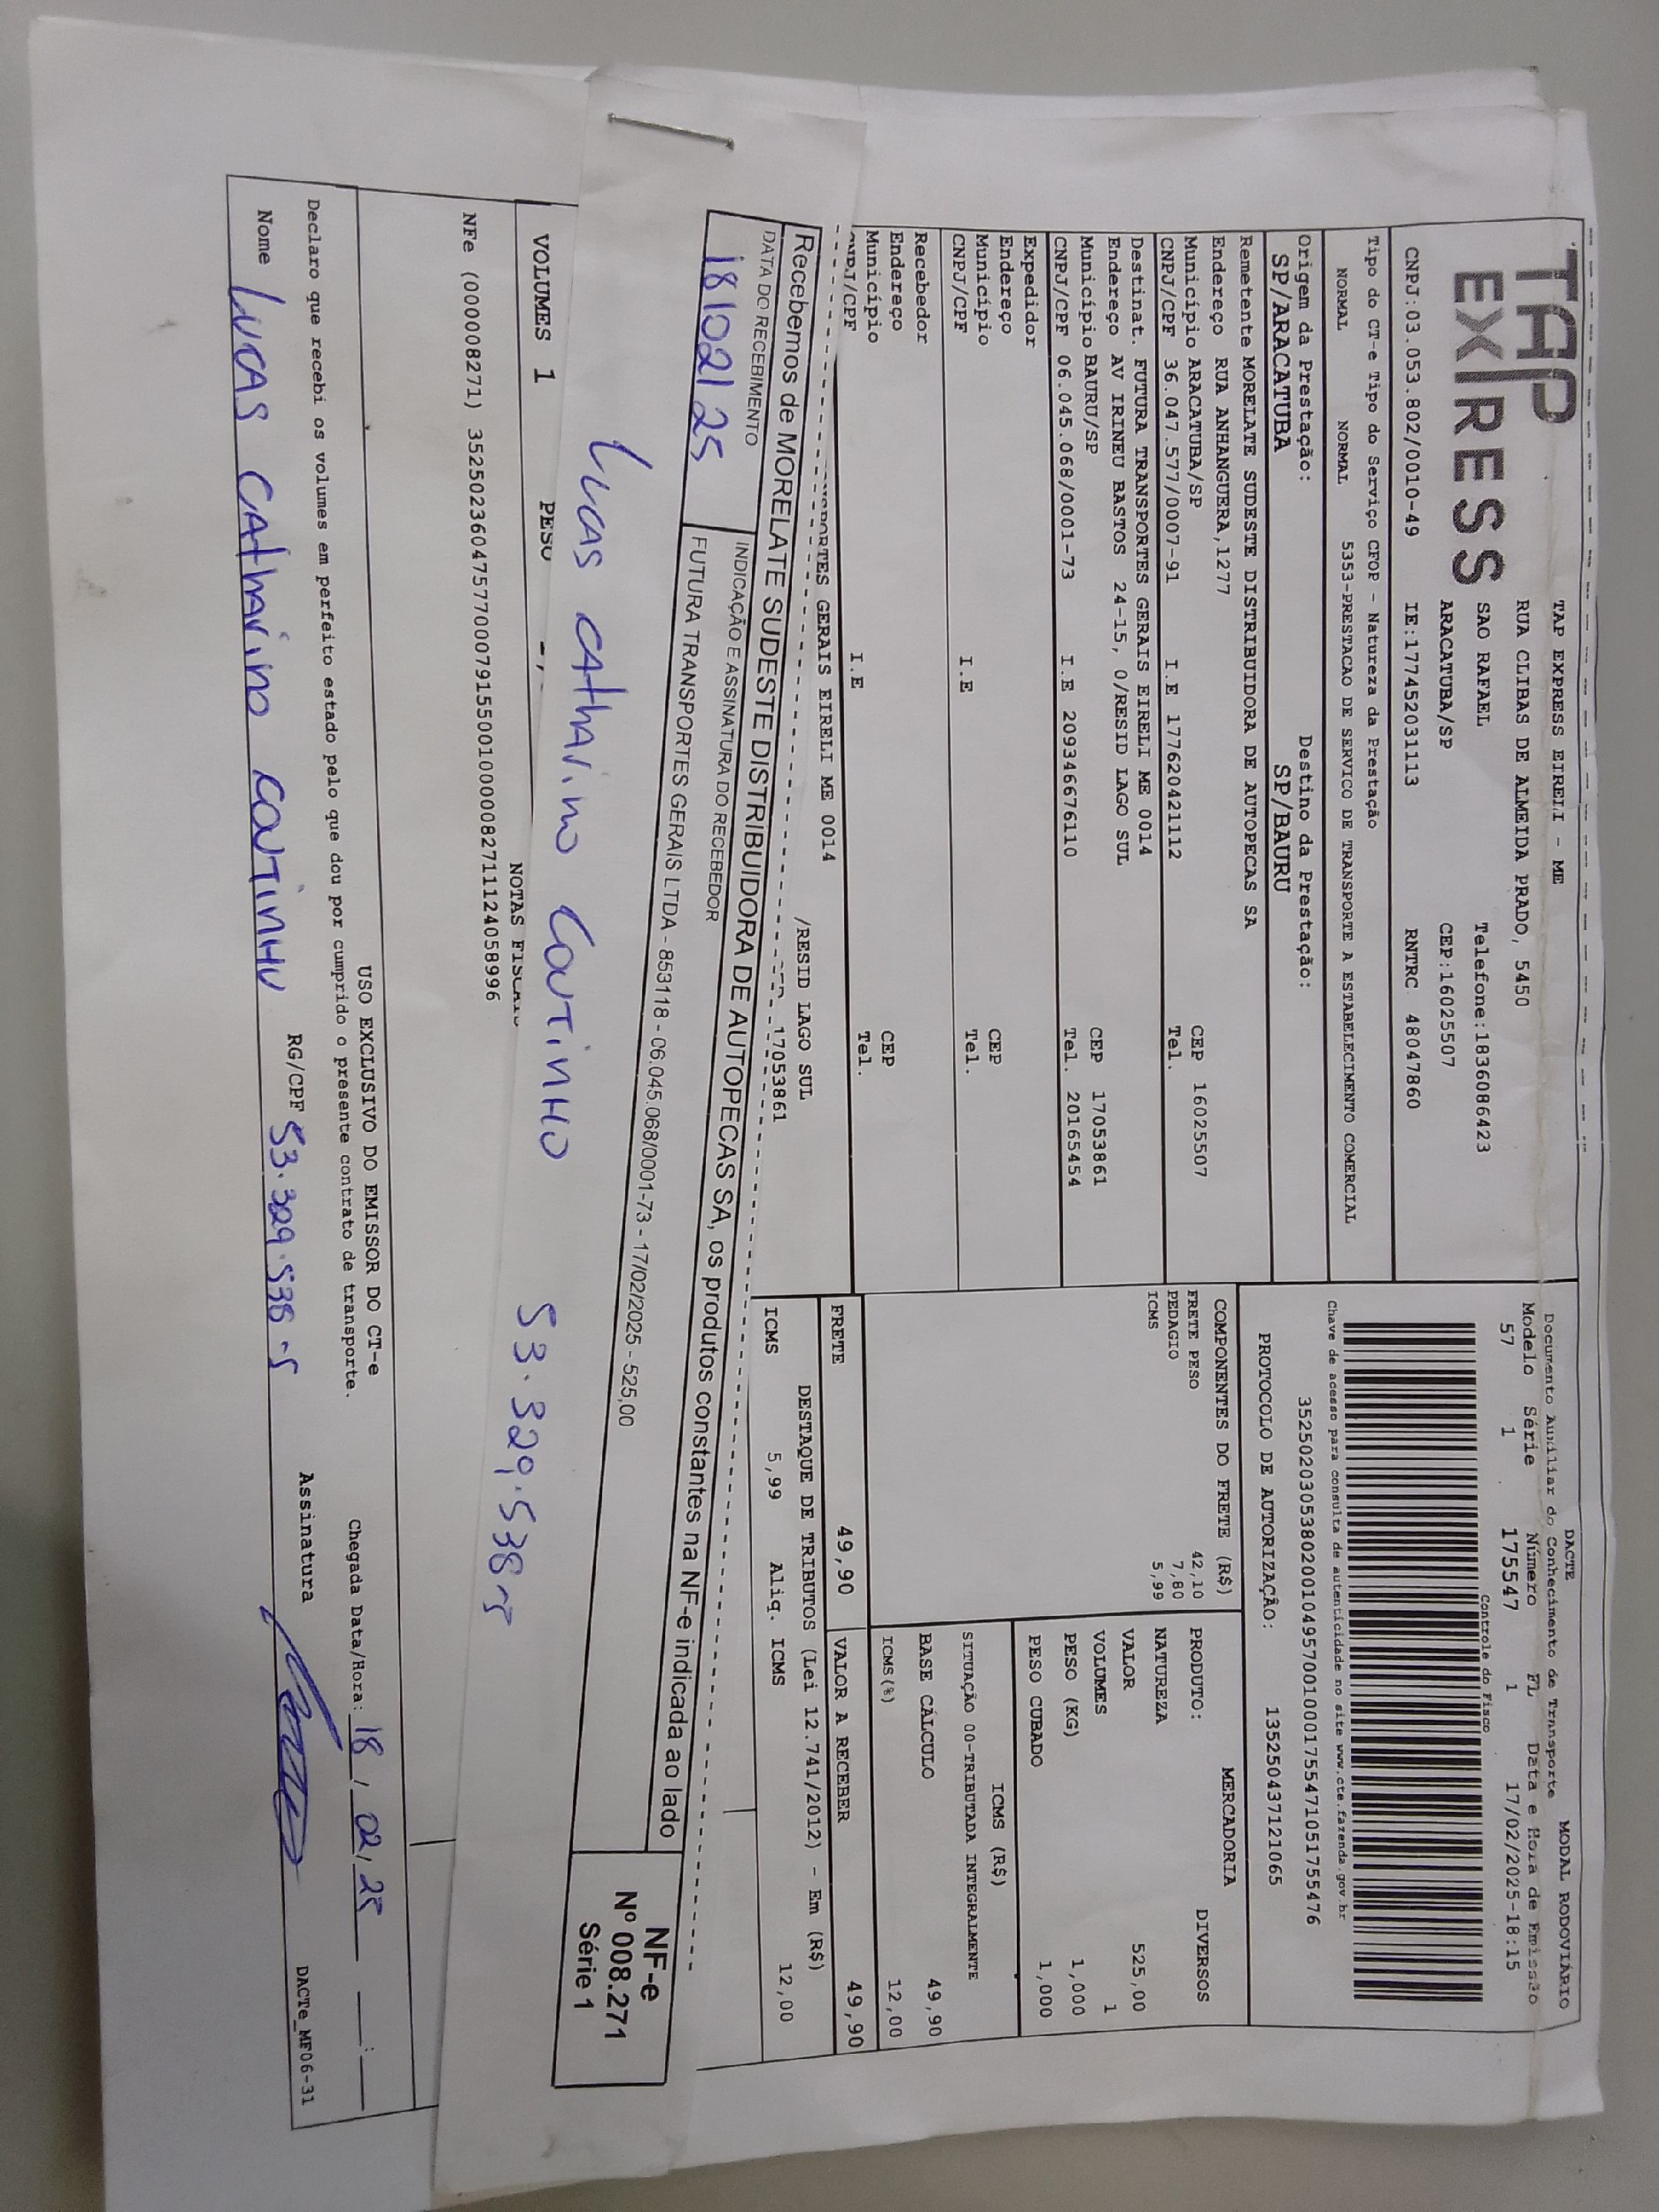 TAP
EXPRESS
TAP EXPRESS EIRELI - ME
RUA CLIBAS DE ALMEIDA PRADO, 5450
SAO RAFAEL Telefone:1836086423
ARACATUBA/SP CEP:16025507
CNPJ:03.053.802/0010-49 IE:177452031113 RNTRC 48047860
DACTE MODAL RODOVIÁRIO
Documento Auxiliar do Conhecimento de Transporte
Modelo Série Número FL Data e Hora de Emissão
57 1 175547 1 17/02/2025-18:15
Controle do Fisco
Chave de acesso para consulta de autenticidade no site www.cte.fazenda.gov.br
35250203053802001049570010001755471051755476
PROTOCOLO DE AUTORIZAÇÃO: 135250437121065
Tipo do CT-e Tipo do Serviço CFOP - Natureza da Prestação
NORMAL NORMAL 5353-PRESTACAO DE SERVICO DE TRANSPORTE A ESTABELECIMENTO COMERCIAL
Origem da Prestação: Destino da Prestação:
SP/ARACATUBA SP/BAURU
Remetente MORELATE SUDESTE DISTRIBUIDORA DE AUTOPECAS SA
Endereço RUA ANHANGUERA,1277
Município ARACATUBA/SP CEP 16025507
CNPJ/CPF 36.047.577/0007-91 I.E 177620421112 Tel.
Destinat. FUTURA TRANSPORTES GERAIS EIRELI ME 0014
Endereço AV IRINEU BASTOS 24-15, 0/RESID LAGO SUL
Município BAURU/SP CEP 17053861
CNPJ/CPF 06.045.068/0001-73 I.E 209346676110 Tel. 20165454
Expedidor
Endereço
Município CEP
CNPJ/CPF I.E Tel.
Recebedor
Endereço
Município CEP
CNPJ/CPF I.E Tel.
GERAIS EIRELI ME 0014
/RESID LAGO SUL
17053861
COMPONENTES DO FRETE (R$)
FRETE PESO 42,10
PEDAGIO 7,80
ICMS 5,99
MERCADORIA
PRODUTO: DIVERSOS
NATUREZA
VALOR 525,00
VOLUMES 1
PESO (KG) 1,000
PESO CUBADO 1,000
ICMS (R$)
SITUAÇÃO 00-TRIBUTADA INTEGRALMENTE
BASE CÁLCULO 49,90
ICMS(%) 12,00
FRETE 49,90 VALOR A RECEBER 49,90
DESTAQUE DE TRIBUTOS (Lei 12.741/2012) - Em (R$)
ICMS 5,99 Aliq. ICMS 12,00
Recebemos de MORELATE SUDESTE DISTRIBUIDORA DE AUTOPECAS SA, os produtos constantes na NF-e indicada ao lado
DATA DO RECEBIMENTO INDICAÇÃO E ASSINATURA DO RECEBEDOR
18/02/25 FUTURA TRANSPORTES GERAIS LTDA - 853118 - 06.045.068/0001-73 - 17/02/2025 - 525,00
NF-e
Nº 008.271
Série 1
Lucas Catharino Coutinho 53.329.538-5
VOLUMES 1 PESO
NOTAS
NFe (000008271) 35250236047577000791550010000082711124058996
USO EXCLUSIVO DO EMISSOR DO CT-e
Declaro que recebi os volumes em perfeito estado pelo que dou por cumprido o presente contrato de transporte.
Chegada Data/Hora: 18/02/25 __:__
Nome Lucas Catharino Coutinho RG/CPF 53.329.538-5 Assinatura
DACTe_MF06-31